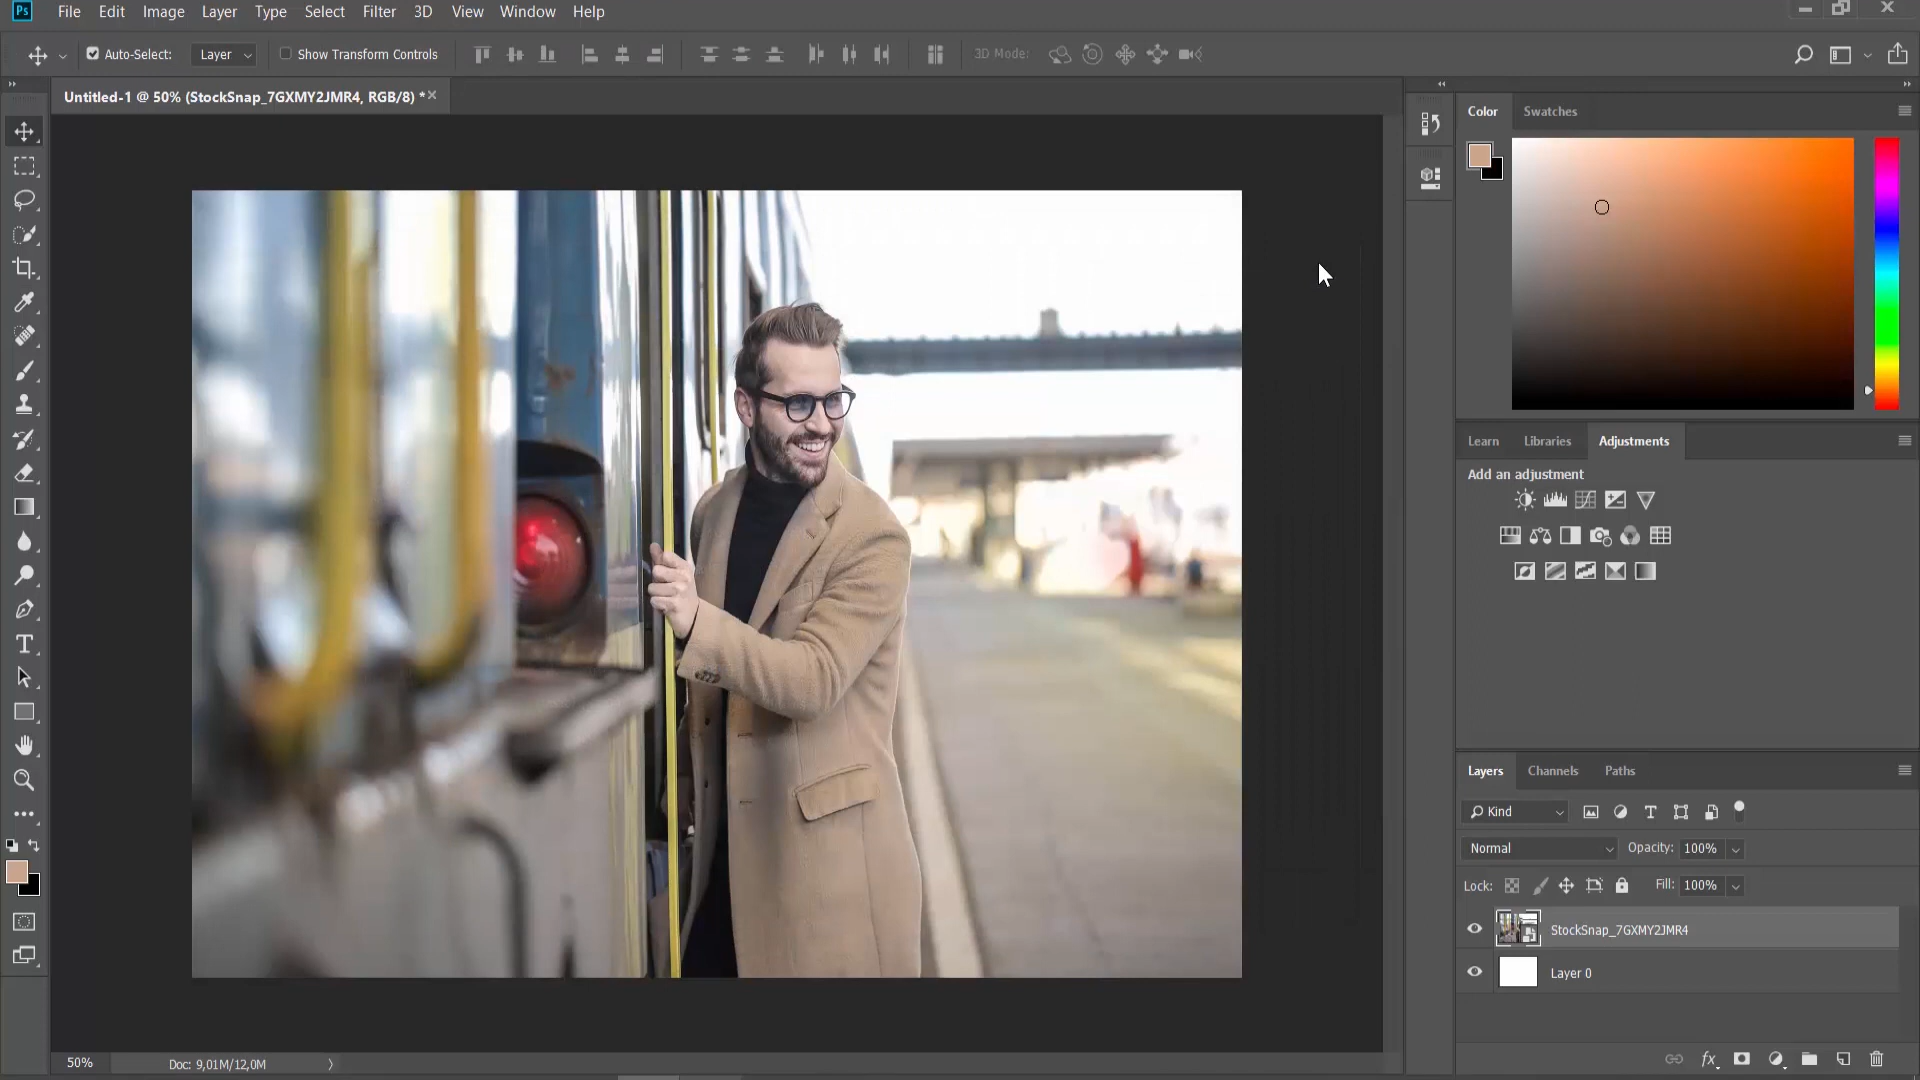 Ps File Edit Image Layer Type Select Filter 3D View Window Help
Auto-Select: Layer Show Transform Controls 3D Mode:
Untitled-1 @ 50% (StockSnap_7GXMY2JMR4, RGB/8) *
Color Swatches
Learn Libraries Adjustments
Add an adjustment
Layers Channels Paths
Kind
Normal Opacity: 100%
Lock: Fill: 100%
StockSnap_7GXMY2JMR4
Layer 0
50% Doc: 9,01M/12,0M
fx